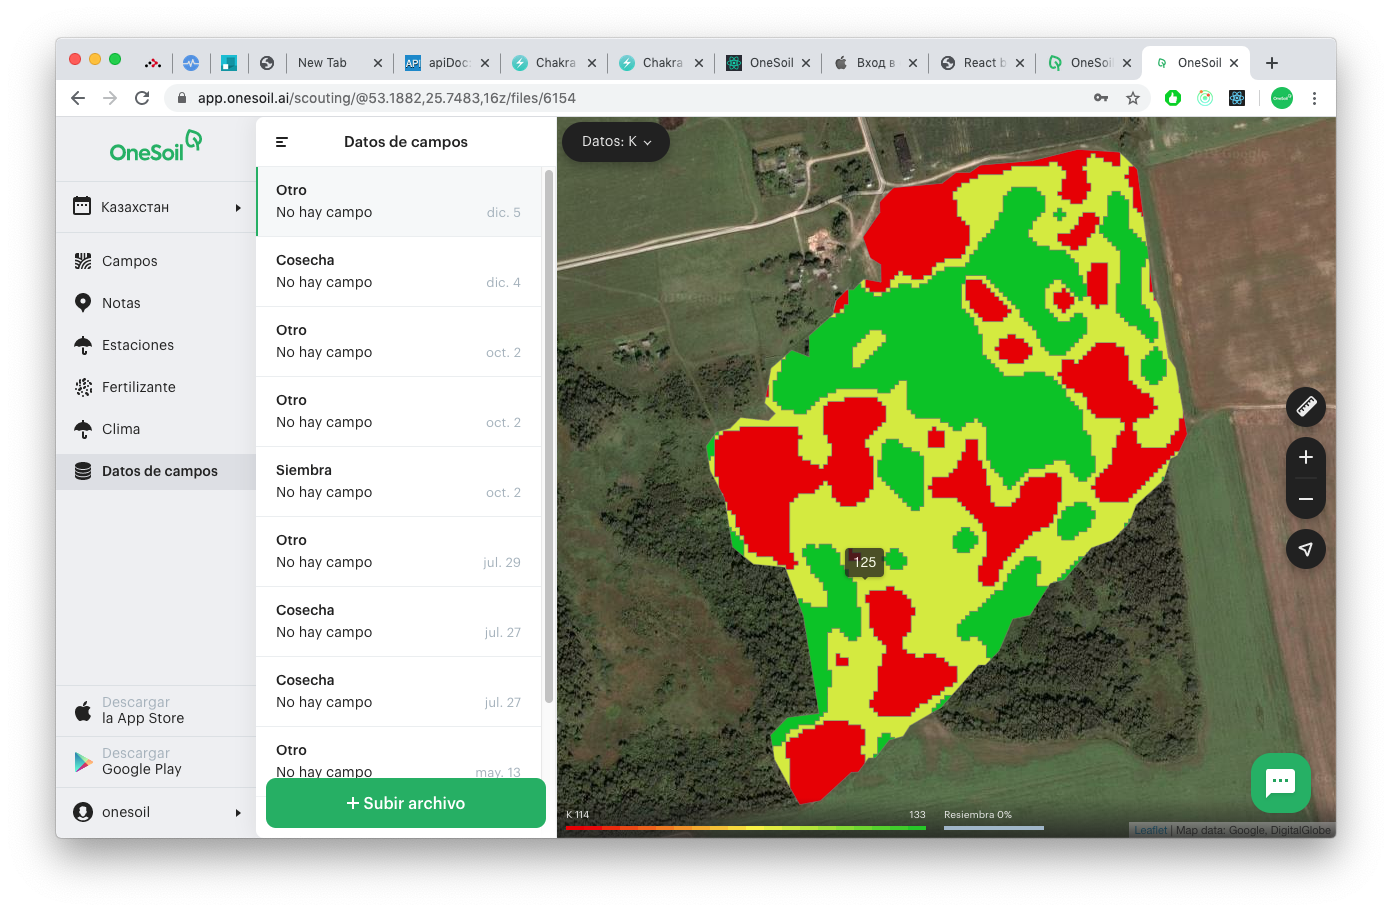 New Tab
apiDoc:
Chakra
Chakra
OneSoil
Вход в
React b
OneSoil
OneSoil
app.onesoil.ai/scouting/@53.1882,25.7483,16z/files/6154
OneSoil
Казахстан
Campos
Notas
Estaciones
Fertilizante
Clima
Datos de campos
Descargar
la App Store
Descargar
Google Play
onesoil
Datos de campos
Otro
No hay campo dic. 5
Cosecha
No hay campo dic. 4
Otro
No hay campo oct. 2
Otro
No hay campo oct. 2
Siembra
No hay campo oct. 2
Otro
No hay campo jul. 29
Cosecha
No hay campo jul. 27
Cosecha
No hay campo jul. 27
Otro
No hay campo may. 13
+ Subir archivo
Datos: K
125
K 114 133 Resiembra 0%
Leaflet | Map data: Google, DigitalGlobe